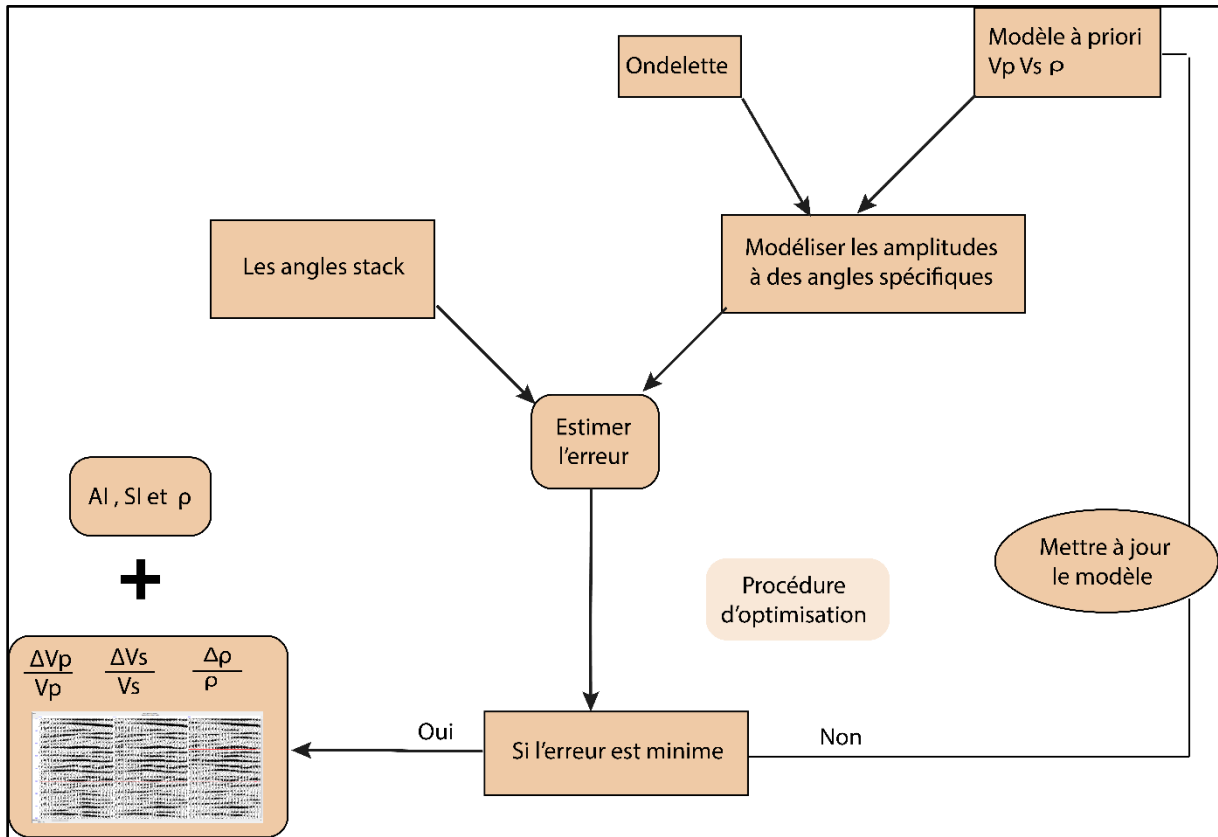 Ondelette
Modèle à priori
Vp Vs ρ
Les angles stack
Modéliser les amplitudes
à des angles spécifiques
Estimer
l'erreur
AI , SI et ρ
+
Procédure
d'optimisation
Mettre à jour
le modèle
ΔVp ΔVs Δρ
Vp Vs ρ
Oui
Si l'erreur est minime
Non